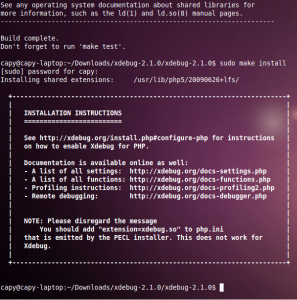 See any operating system documentation about shared libraries for
more information, such as the ld(1) and ld.so(8) manual pages.
----------------------------------------------------------------------
Build complete.
Don't forget to run 'make test'.
capy@capy-laptop:~/Downloads/xdebug-2.1.0/xdebug-2.1.0$ sudo make install
[sudo] password for capy:
Installing shared extensions:     /usr/lib/php5/20090626+lfs/
+----------------------------------------------------------------------+
| INSTALLATION INSTRUCTIONS |
| ========================= |
| See http://xdebug.org/install.php#configure-php for instructions |
| on how to enable Xdebug for PHP. |
| Documentation is available online as well: |
| - A list of all settings:  http://xdebug.org/docs-settings.php |
| - A list of all functions: http://xdebug.org/docs-functions.php |
| - Profiling instructions:  http://xdebug.org/docs-profiling2.php |
| - Remote debugging:        http://xdebug.org/docs-debugger.php |
| NOTE: Please disregard the message |
| You should add "extension=xdebug.so" to php.ini |
| that is emitted by the PECL installer. This does not work for |
| Xdebug. |
+----------------------------------------------------------------------+
capy@capy-laptop:~/Downloads/xdebug-2.1.0/xdebug-2.1.0$